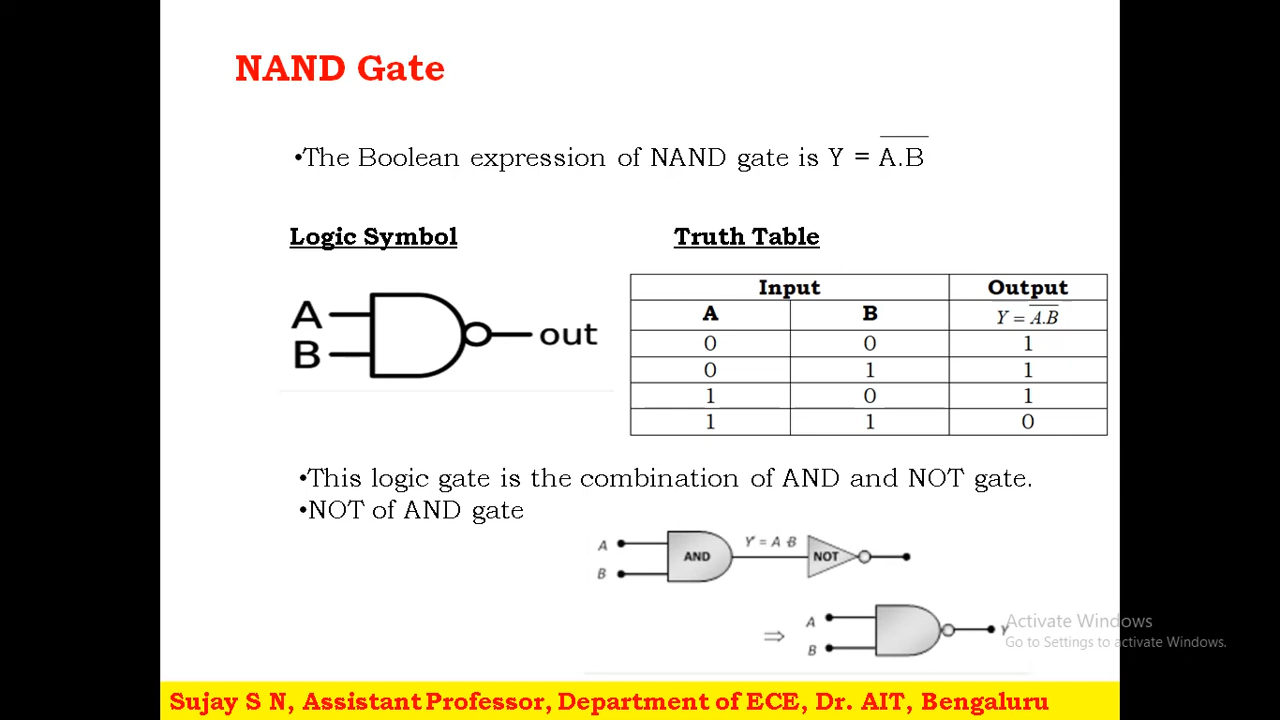 NAND Gate
•The Boolean expression of NAND gate is Y = A̅.̅B̅
Logic Symbol
Truth Table
A
B
out
Input Output
A B Y = A̅.̅B̅
0 0 1
0 1 1
1 0 1
1 1 0
•This logic gate is the combination of AND and NOT gate.
•NOT of AND gate
A
B
AND
Y = A·B
NOT
⇒
A
B
Y
Activate Windows
Go to Settings to activate Windows.
Sujay S N, Assistant Professor, Department of ECE, Dr. AIT, Bengaluru